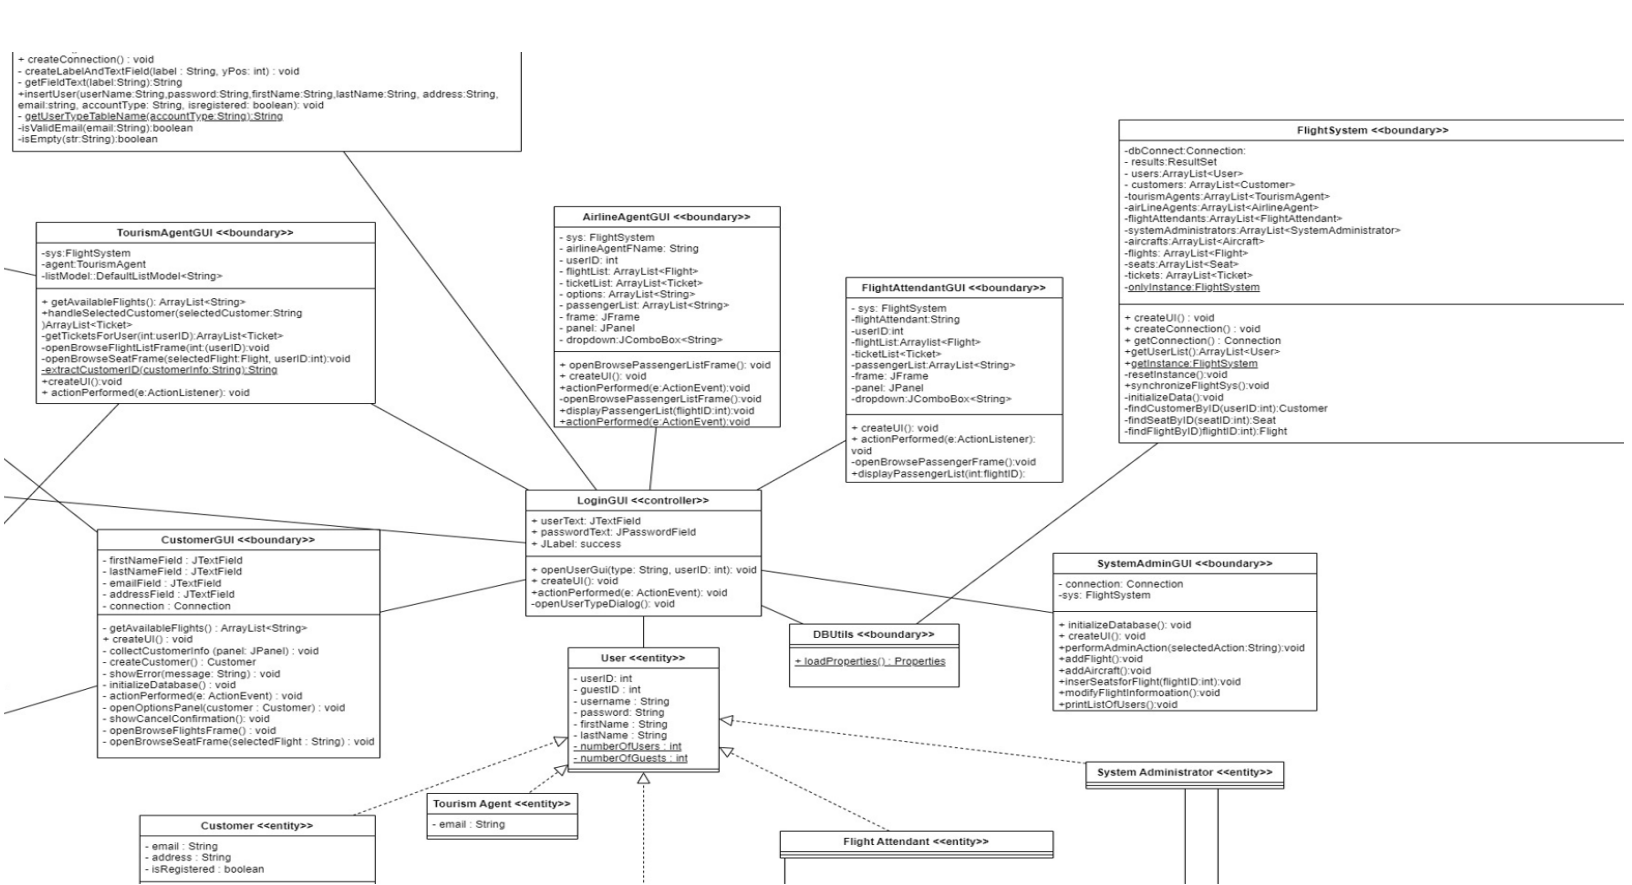 + createConnection() : void
- createLabelAndTextField(label : String, yPos: int) : void
- getFieldText(label:String):String
+insertUser(userName:String,password:String,firstName:String,lastName:String, address:String,
email:string, accountType: String, isregistered: boolean): void
- getUserTypeTableName(accountType:String):String
-isValidEmail(email:String):boolean
-isEmpty(str:String):boolean
FlightSystem <<boundary>>
-dbConnect:Connection:
- results:ResultSet
- users:ArrayList<User>
- customers: ArrayList<Customer>
-tourismAgents:ArrayList<TourismAgent>
-airLineAgents:ArrayList<AirlineAgent>
-flightAttendants:ArrayList<FlightAttendant>
-systemAdministrators:ArrayList<SystemAdministrator>
-aircrafts:ArrayList<Aircraft>
-flights: ArrayList<Flight>
-seats:ArrayList<Seat>
-tickets: ArrayList<Ticket>
-onlyInstance:FlightSystem
+ createUI() : void
+ createConnection() : void
+ getConnection() : Connection
+getUserList():ArrayList<User>
+getInstance:FlightSystem
-resetInstance():void
+synchronizeFlightSys():void
-initializeData():void
-findCustomerByID(userID:int):Customer
-findSeatByID(seatID:int):Seat
-findFlightByID)flightID:int):Flight
TourismAgentGUI <<boundary>>
-sys:FlightSystem
-agent:TourismAgent
-listModel::DefaultListModel<String>
+ getAvailableFlights(): ArrayList<String>
+handleSelectedCustomer(selectedCustomer:String
)ArrayList<Ticket>
-getTicketsForUser(int:userID):ArrayList<Ticket>
-openBrowseFlightListFrame(int:(userID):void
-openBrowseSeatFrame(selectedFlight:Flight, userID:int):void
-extractCustomerID(customerInfo:String):String
+createUI():void
+ actionPerformed(e:ActionListener): void
AirlineAgentGUI <<boundary>>
- sys: FlightSystem
- airlineAgentFName: String
- userID: int
- flightList: ArrayList<Flight>
- ticketList: ArrayList<Ticket>
- options: ArrayList<String>
- passengerList: ArrayList<String>
- frame: JFrame
- panel: JPanel
- dropdown:JComboBox<String>
+ openBrowsePassengerListFrame(): void
+ createUI(): void
+actionPerformed(e:ActionEvent):void
-openBrowsePassengerListFrame():void
+displayPassengerList(flightID:int):void
+actionPerformed(e:ActionEvent):void
FlightAttendantGUI <<boundary>>
- sys: FlightSystem
-flightAttendant:String
-userID:int
-flightList:Arraylist<Flight>
-ticketList<Ticket>
-passengerList:ArrayList<String>
-frame: JFrame
-panel: JPanel
-dropdown:JComboBox<String>
+ createUI(): void
+ actionPerformed(e:ActionListener):
void
-openBrowsePassengerFrame():void
+displayPassengerList(int:flightID):
LoginGUI <<controller>>
+ userText: JTextField
+ passwordText: JPasswordField
+ JLabel: success
+ openUserGui(type: String, userID: int): void
+ createUI(): void
+actionPerformed(e: ActionEvent): void
-openUserTypeDialog(): void
CustomerGUI <<boundary>>
- firstNameField : JTextField
- lastNameField : JTextField
- emailField : JTextField
- addressField : JTextField
- connection : Connection
- getAvailableFlights() : ArrayList<String>
+ createUI() : void
- collectCustomerInfo (panel: JPanel) : void
- createCustomer() : Customer
- showError(message: String) : void
- initializeDatabase() : void
- actionPerformed(e: ActionEvent) : void
- openOptionsPanel(customer : Customer) : void
- showCancelConfirmation(): void
- openBrowseFlightsFrame() : void
- openBrowseSeatFrame(selectedFlight : String) : void
SystemAdminGUI <<boundary>>
- connection: Connection
-sys: FlightSystem
+ initializeDatabase(): void
+ createUI(): void
+performAdminAction(selectedAction:String):void
+addFlight():void
+addAircraft():void
+inserSeatsforFlight(flightID:int):void
+modifyFlightInformoation():void
+printListOfUsers():void
DBUtils <<boundary>>
+ loadProperties() : Properties
User <<entity>>
- userID: int
- guestID : int
- username : String
- password: String
- firstName : String
- lastName : String
- numberOfUsers : int
- numberOfGuests : int
System Administrator <<entity>>
Tourism Agent <<entity>>
- email : String
Customer <<entity>>
- email : String
- address : String
- isRegistered : boolean
Flight Attendant <<entity>>